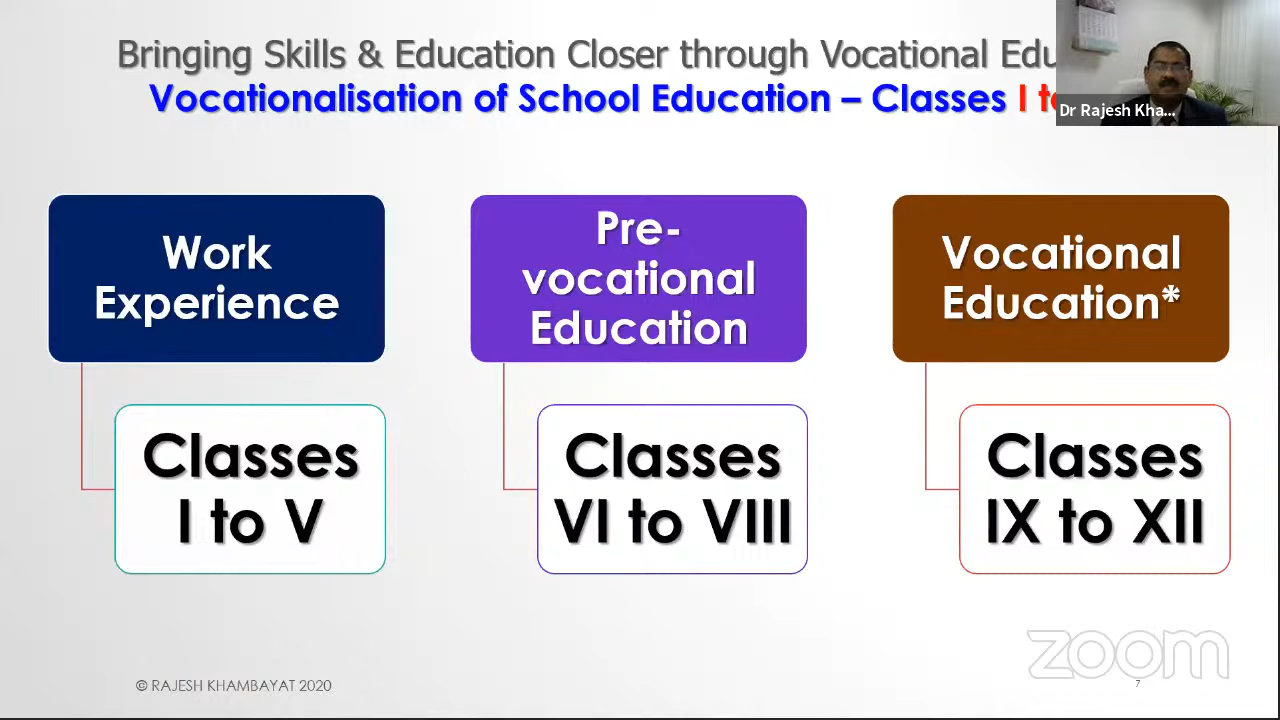 Bringing Skills & Education Closer through Vocational
Vocationalisation of School Education – Classes I
Dr Rajesh Kha...
Work
Experience
Pre-
vocational
Education
Vocational
Education*
Classes
I to V
Classes
VI to VIII
Classes
IX to XII
zoom
© RAJESH KHAMBAYAT 2020
7